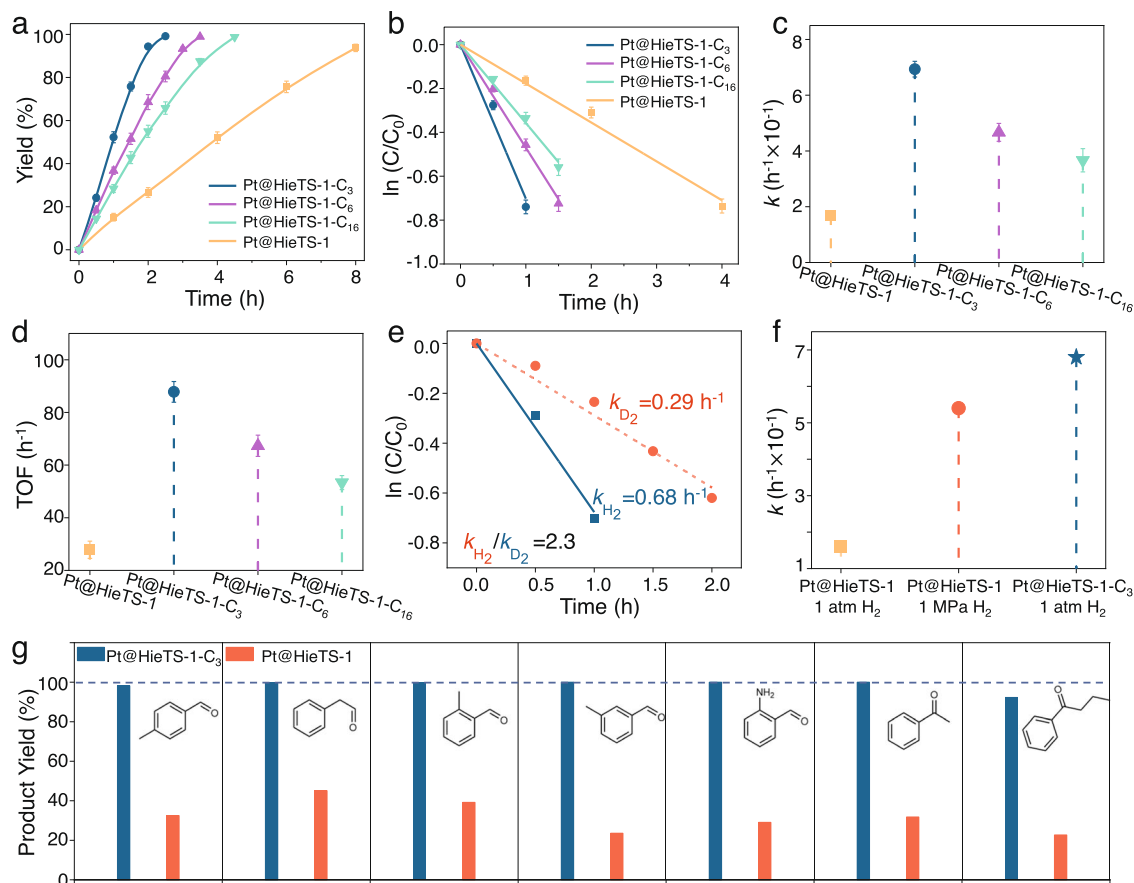 a
100
80
60
40
20
0
Yield (%)
Pt@HieTS-1-C₃
Pt@HieTS-1-C₆
Pt@HieTS-1-C₁₆
Pt@HieTS-1
0
2
4
6
8
Time (h)
b
0.0
-0.2
-0.4
-0.6
-0.8
-1.0
ln (C/C₀)
Pt@HieTS-1-C₃
Pt@HieTS-1-C₆
Pt@HieTS-1-C₁₆
Pt@HieTS-1
0
1
2
3
4
Time (h)
c
8
6
4
2
0
k (h⁻¹×10⁻¹)
Pt@HieTS-1
Pt@HieTS-1-C₃
Pt@HieTS-1-C₆
Pt@HieTS-1-C₁₆
d
100
80
60
40
20
TOF (h⁻¹)
Pt@HieTS-1
Pt@HieTS-1-C₃
Pt@HieTS-1-C₆
Pt@HieTS-1-C₁₆
e
0.0
-0.2
-0.4
-0.6
-0.8
ln (C/C₀)
k D₂ =0.29 h⁻¹
k H₂ =0.68 h⁻¹
k H₂ /k D₂ =2.3
0.0
0.5
1.0
1.5
2.0
Time (h)
f
7
5
3
1
k (h⁻¹×10⁻¹)
Pt@HieTS-1
1 atm H₂
Pt@HieTS-1
1 MPa H₂
Pt@HieTS-1-C₃
1 atm H₂
g
Pt@HieTS-1-C₃
Pt@HieTS-1
100
80
60
40
20
0
Product Yield (%)
O
O
O
O
NH₂
O
O
O